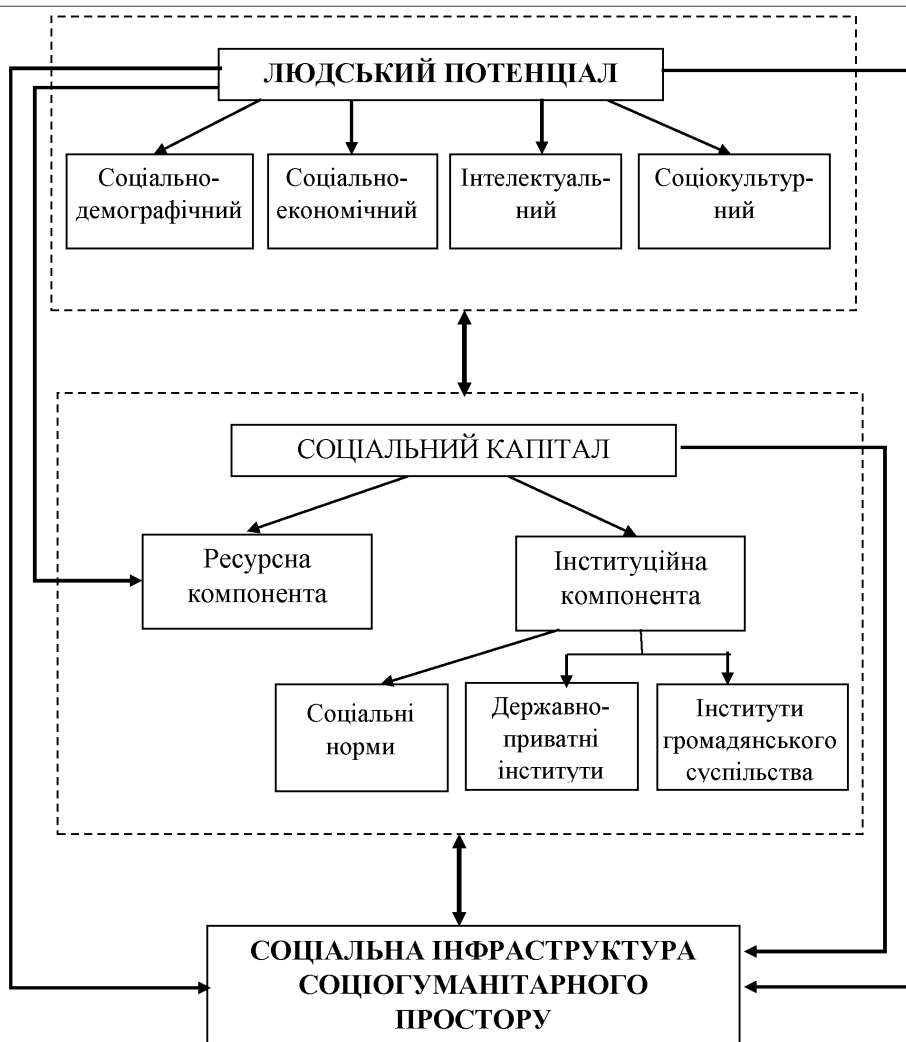 ЛЮДСЬКИЙ ПОТЕНЦІАЛ
Соціально-
демографічний
Соціально-
економічний
Інтелектуаль-
ний
Соціокультур-
ний
СОЦІАЛЬНИЙ КАПІТАЛ
Ресурсна
компонента
Інституційна
компонента
Соціальні
норми
Державно-
приватні
інститути
Інститути
громадянського
суспільства
СОЦІАЛЬНА ІНФРАСТРУКТУРА
СОЦІОГУМАНІТАРНОГО
ПРОСТОРУ